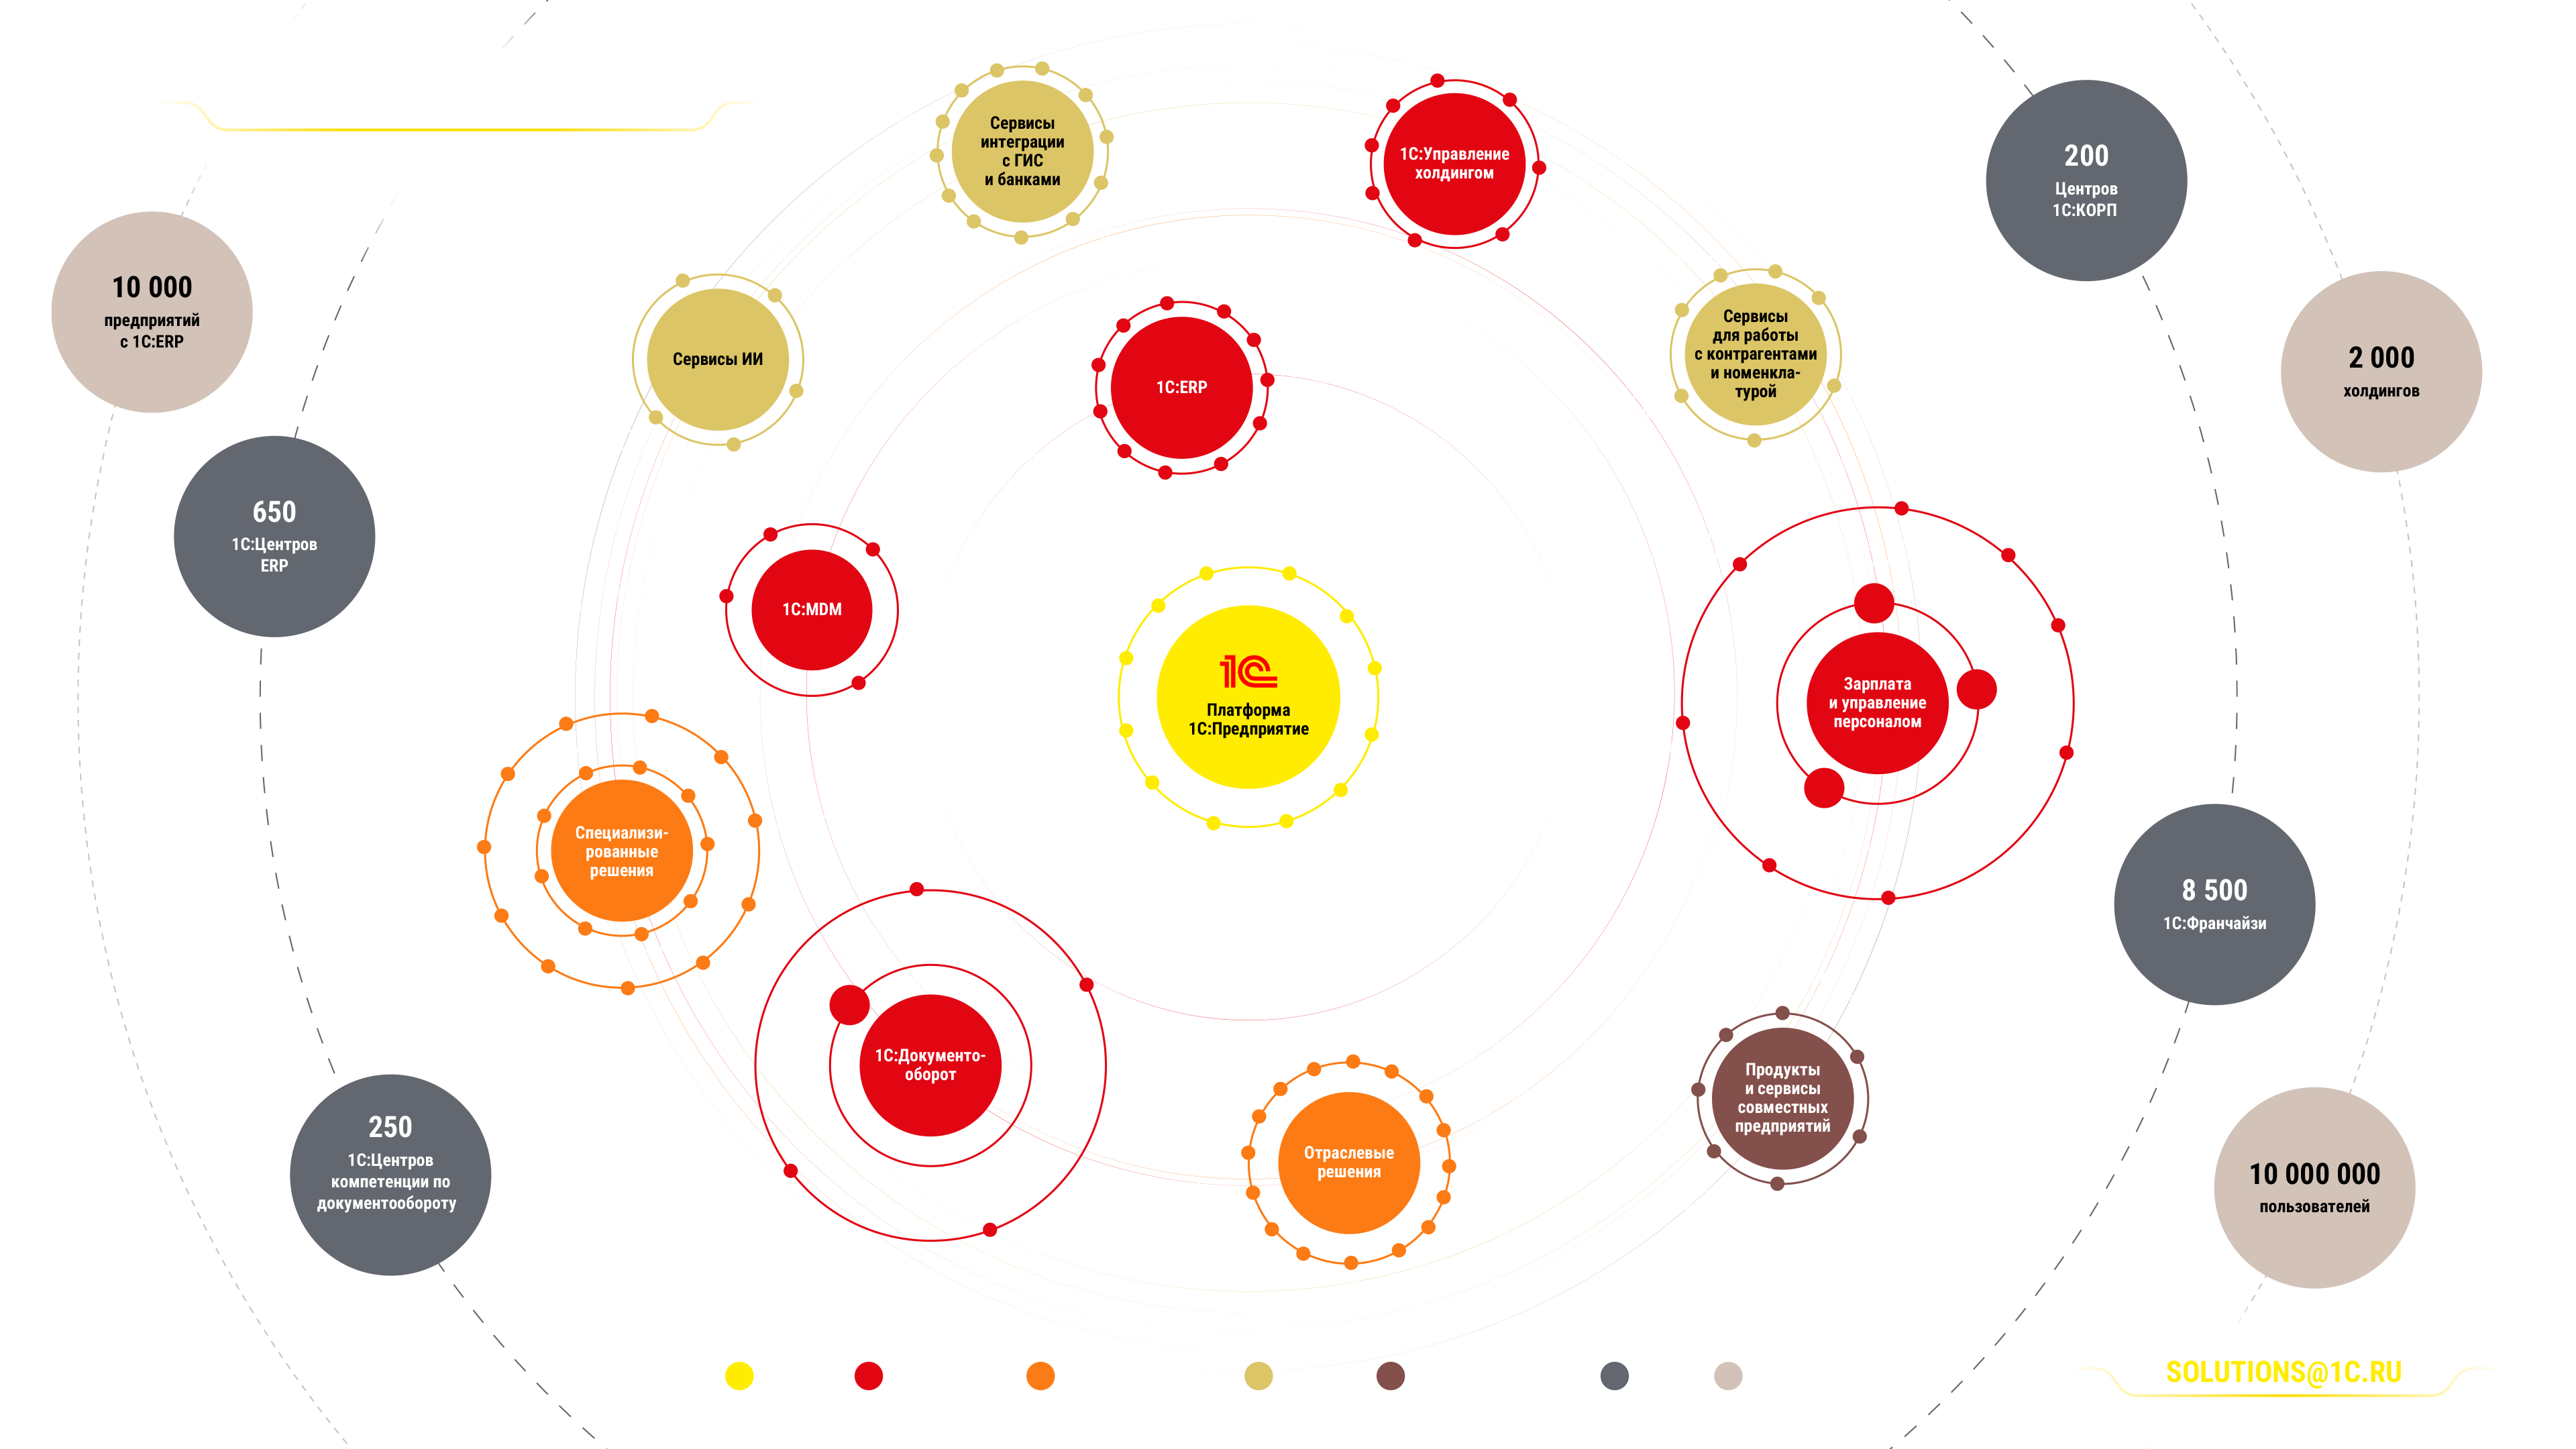 Сервисы
интеграции
с ГИС
и банками
1С:Управление
холдингом
200
Центров
1С:КОРП
10 000
предприятий
с 1С:ERP
Сервисы ИИ
1С:ERP
Сервисы
для работы
с контрагентами
и номенкла-
турой
2 000
холдингов
650
1С:Центров
ERP
1С:MDM
1С
Платформа
1С:Предприятие
Зарплата
и управление
персоналом
Специализи-
рованные
решения
8 500
1С:Франчайзи
1С:Документо-
оборот
Отраслевые
решения
Продукты
и сервисы
совместных
предприятий
250
1С:Центров
компетенции по
документообороту
10 000 000
пользователей
SOLUTIONS@1C.RU